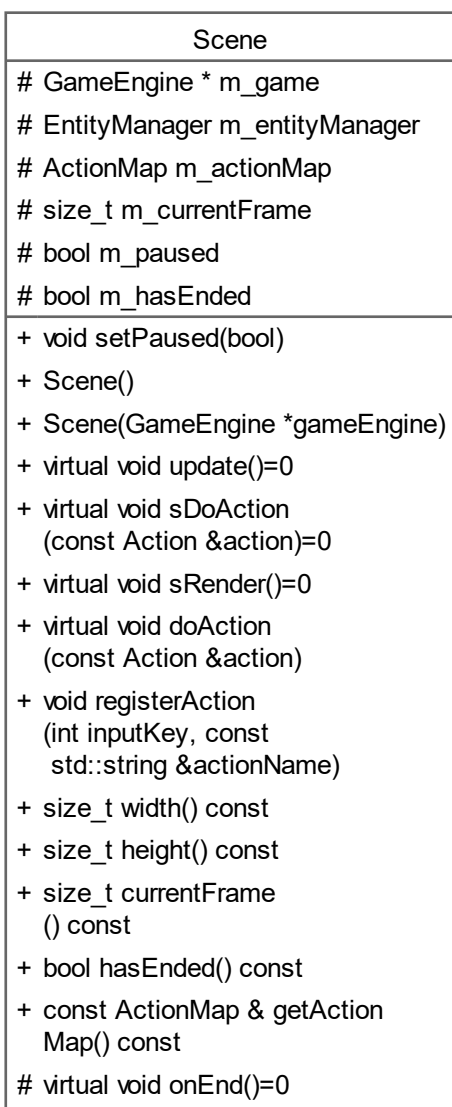 Scene
# GameEngine * m_game
# EntityManager m_entityManager
# ActionMap m_actionMap
# size_t m_currentFrame
# bool m_paused
# bool m_hasEnded
+ void setPaused(bool)
+ Scene()
+ Scene(GameEngine *gameEngine)
+ virtual void update()=0
+ virtual void sDoAction
(const Action &action)=0
+ virtual void sRender()=0
+ virtual void doAction
(const Action &action)
+ void registerAction
(int inputKey, const
std::string &actionName)
+ size_t width() const
+ size_t height() const
+ size_t currentFrame
() const
+ bool hasEnded() const
+ const ActionMap & getAction
Map() const
# virtual void onEnd()=0